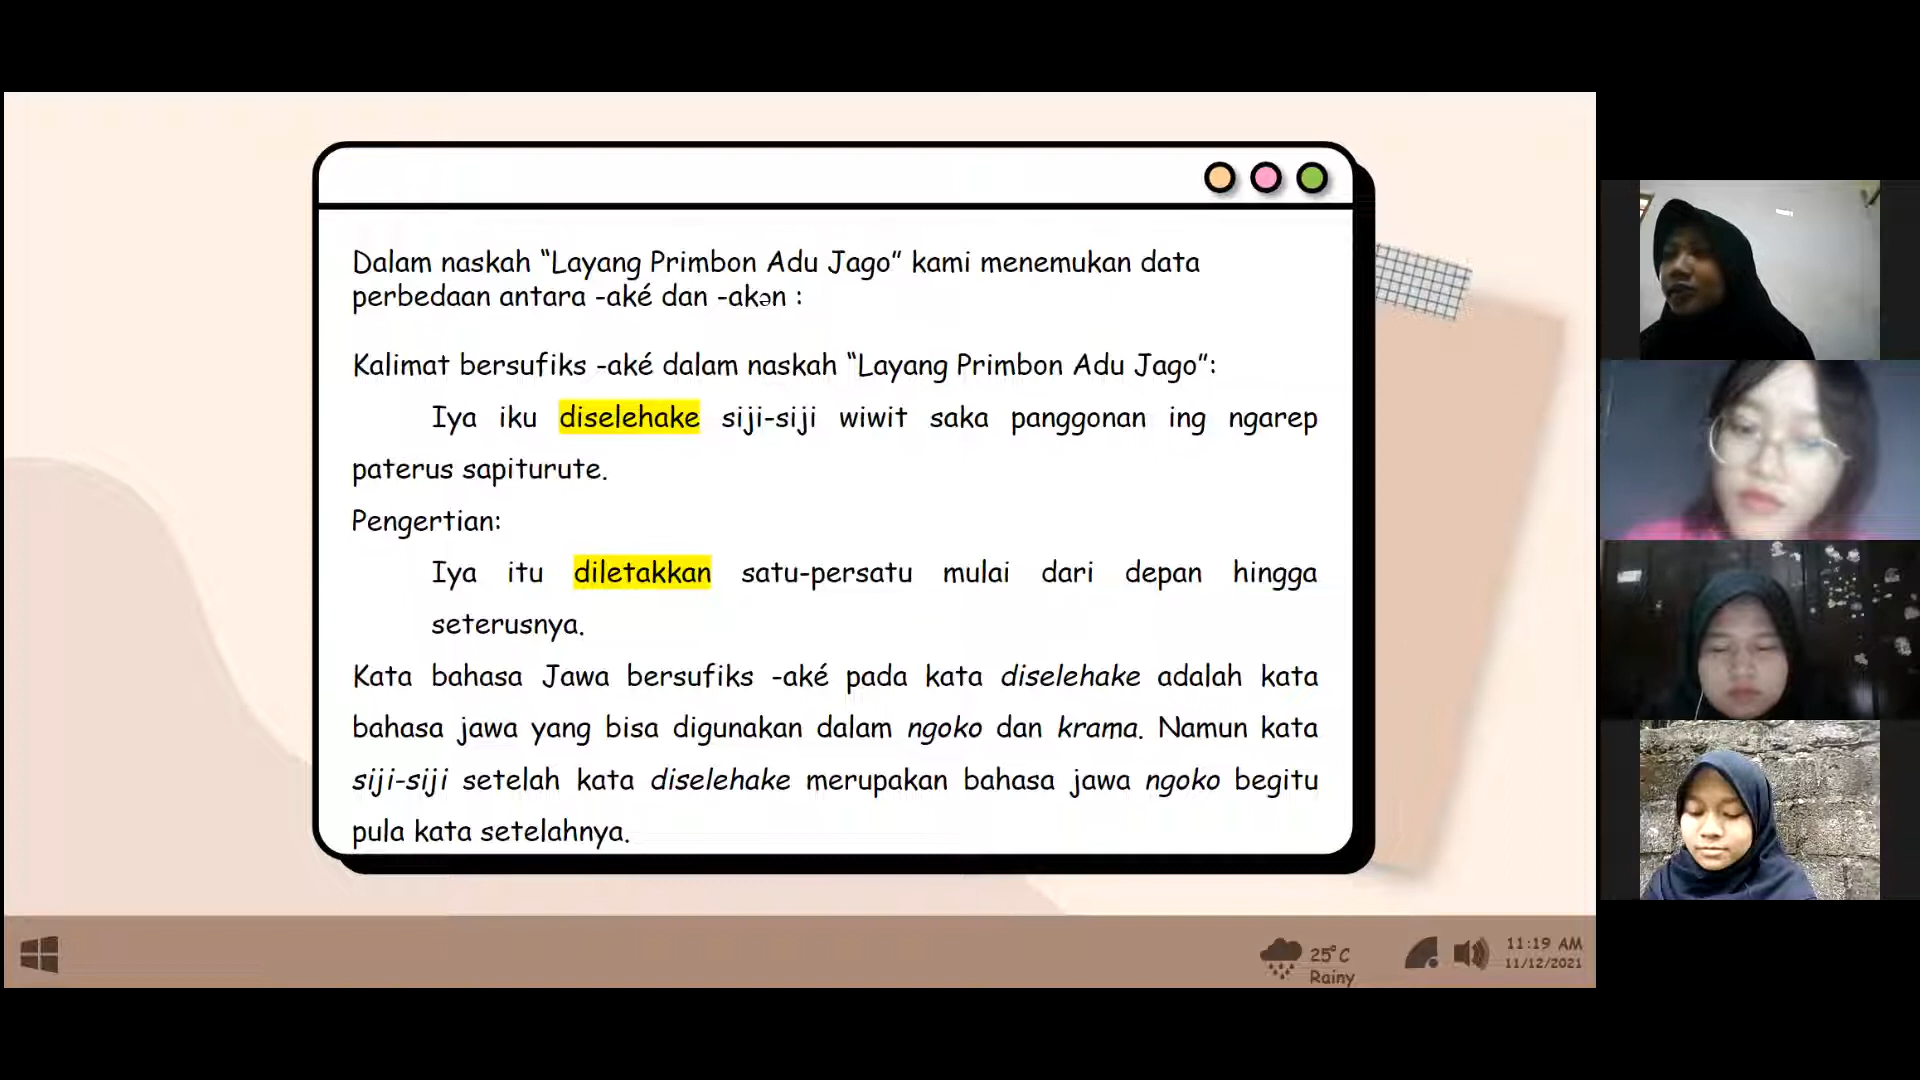 Dalam naskah “Layang Primbon Adu Jago” kami menemukan data
perbedaan antara -aké dan -akən :
Kalimat bersufiks -aké dalam naskah “Layang Primbon Adu Jago”:
Iya iku diselehake siji-siji wiwit saka panggonan ing ngarep
paterus sapiturute.
Pengertian:
Iya itu diletakkan satu-persatu mulai dari depan hingga
seterusnya.
Kata bahasa Jawa bersufiks -aké pada kata diselehake adalah kata
bahasa jawa yang bisa digunakan dalam ngoko dan krama. Namun kata
siji-siji setelah kata diselehake merupakan bahasa jawa ngoko begitu
pula kata setelahnya.
25°C
Rainy
11:19 AM
11/12/2021